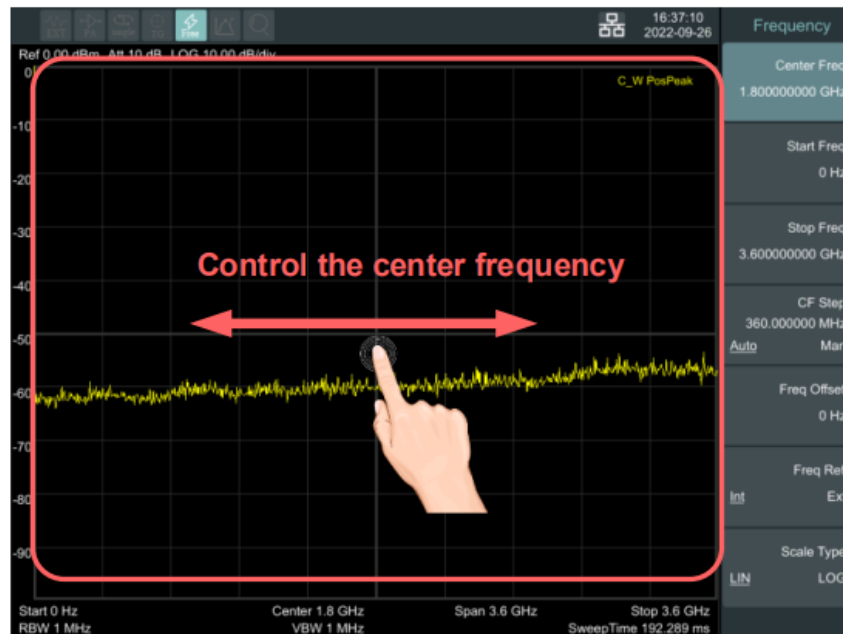 EXT
PA
TG
Free
16:37:10
2022-09-26
Frequency
Ref 0.00 dBm Att 10 dB LOG 10.00 dB/div
C_W PosPeak
0
-10
-20
-30
-40
-50
-60
-70
-80
-90
Control the center frequency
Center Freq
1.800000000 GHz
Start Freq
0 Hz
Stop Freq
3.600000000 GHz
CF Step
360.000000 MHz
Auto Man
Freq Offset
0 Hz
Freq Ref
Int Ex
Scale Type
LIN LOG
Start 0 Hz Center 1.8 GHz Span 3.6 GHz Stop 3.6 GHz
RBW 1 MHz VBW 1 MHz SweepTime 192.289 ms